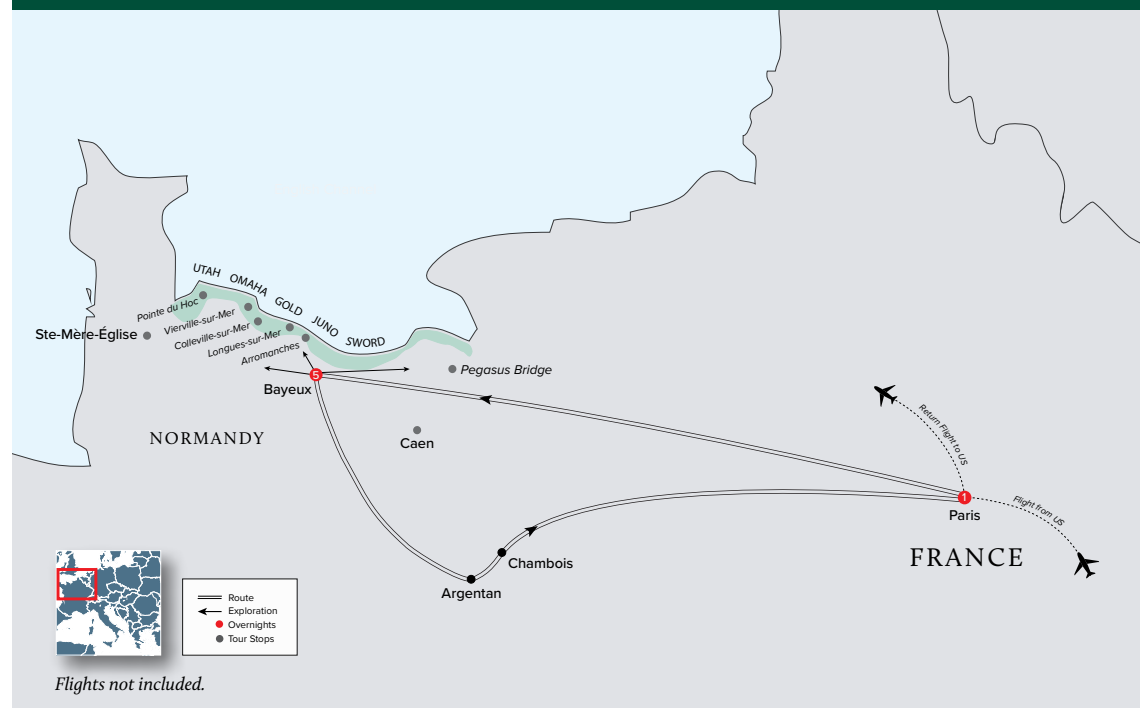 UTAH
OMAHA
GOLD
JUNO
SWORD
Pointe du Hoc
Vierville-sur-Mer
Colleville-sur-Mer
Longues-sur-Mer
Arromanches
Ste-Mère-Église
Pegasus Bridge
5
Bayeux
NORMANDY
Caen
Return Flight to US
Flight from US
1
Paris
FRANCE
Chambois
Argentan
Route
Exploration
Overnights
Tour Stops
Flights not included.